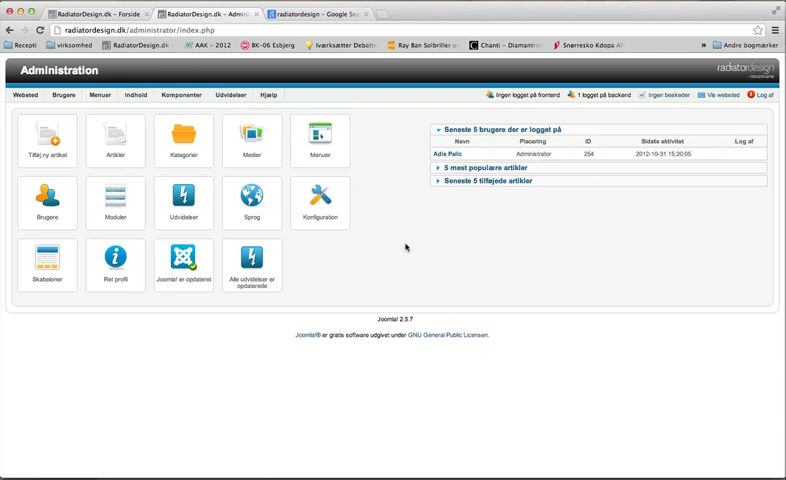 RadiatorDesign.dk – Forside
RadiatorDesign.dk – Admin
radiatordesign – Google Sea
radiatordesign.dk/administrator/index.php
Recepti
virksomhed
RadiatorDesign.dk –
AAK – 2012
BK-06 Esbjerg
Iværksætter Debatte
Ray Ban Solbriller on
Chanti – Diamantrin
Snørresko Kdopa
»
Andre bogmærker
Administration
radiatordesign
Websted
Brugere
Menuer
Indhold
Komponenter
Udvidelser
Hjælp
Ingen logget på frontend
1 logget på backend
Ingen beskeder
Vis websted
Log af
Tilføj ny artikel
Artikler
Kategorier
Medier
Menuer
Brugere
Moduler
Udvidelser
Sprog
Konfiguration
Skabeloner
Ret profil
Joomla! er opdateret
Alle udvidelser er
opdaterede
Seneste 5 brugere der er logget på
Navn Placering ID Sidste aktivitet Log af
Adis Palic Administrator 254 2012-10-31 15:20:05
5 mest populære artikler
Seneste 5 tilføjede artikler
Joomla! 2.5.7
Joomla!® er gratis software udgivet under GNU General Public Licensen.